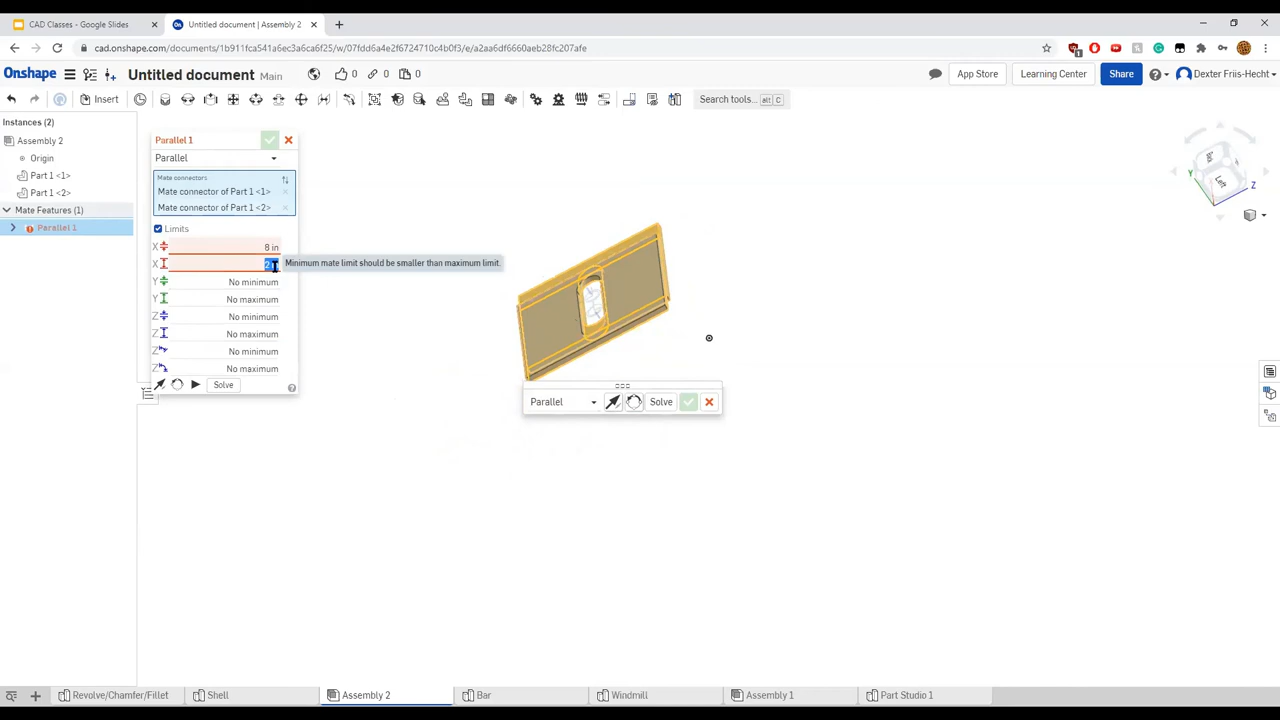 CAD Classes - Google Slides
Untitled document | Assembly 2
cad.onshape.com/documents/1b911fca541a6ec3a6ca6f25/w/07fdd6a4e2f6724710c4b0f3/e/a2aa6df6660aeb28fc207afe
Onshape
Untitled document
Main
0
0
0
App Store
Learning Center
Share
Dexter Friis-Hecht
Insert
Search tools...
alt C
Instances (2)
Assembly 2
Origin
Part 1 <1>
Part 1 <2>
Mate Features (1)
Parallel 1
Parallel 1
Parallel
Mate connectors
Mate connector of Part 1 <1>
Mate connector of Part 1 <2>
Limits
X 8 in
X
Minimum mate limit should be smaller than maximum limit.
Y No minimum
Y No maximum
Z No minimum
Z No maximum
Z No minimum
Z No maximum
Solve
Parallel
Solve
Left
Y
Z
Revolve/Chamfer/Fillet
Shell
Assembly 2
Bar
Windmill
Assembly 1
Part Studio 1